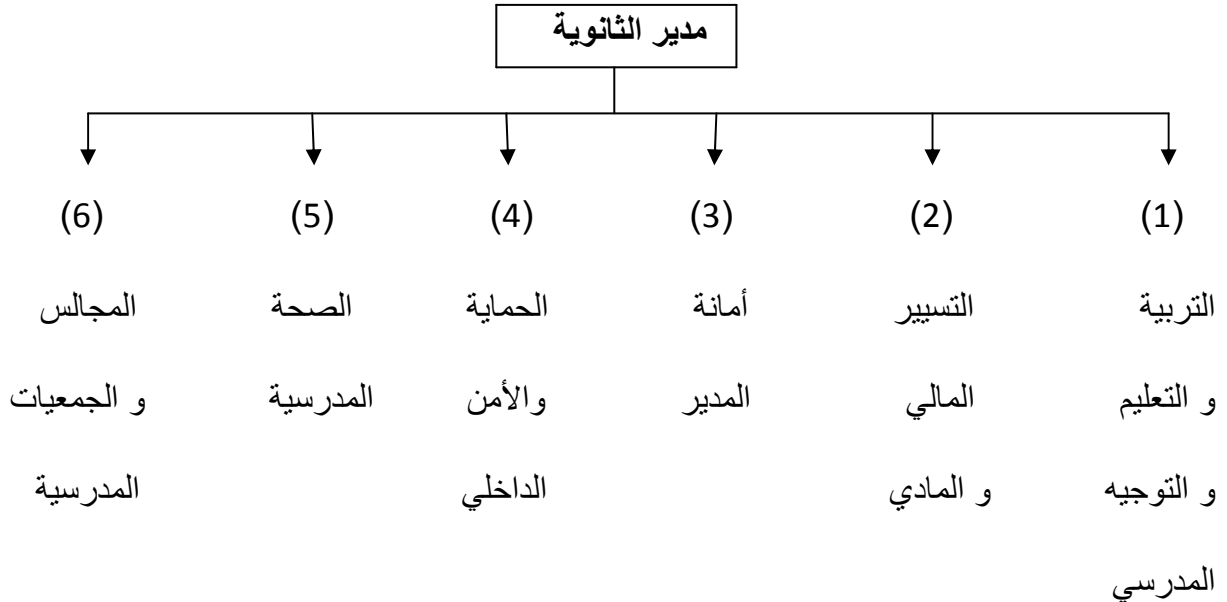 مدير الثانوية
(1) (2) (3) (4) (5) (6)
التربية التسيير أمانة الحماية الصحة المجالس
و التعليم المالي المدير والأمن المدرسية و الجمعيات
و التوجيه و المادي الداخلي المدرسية
المدرسي